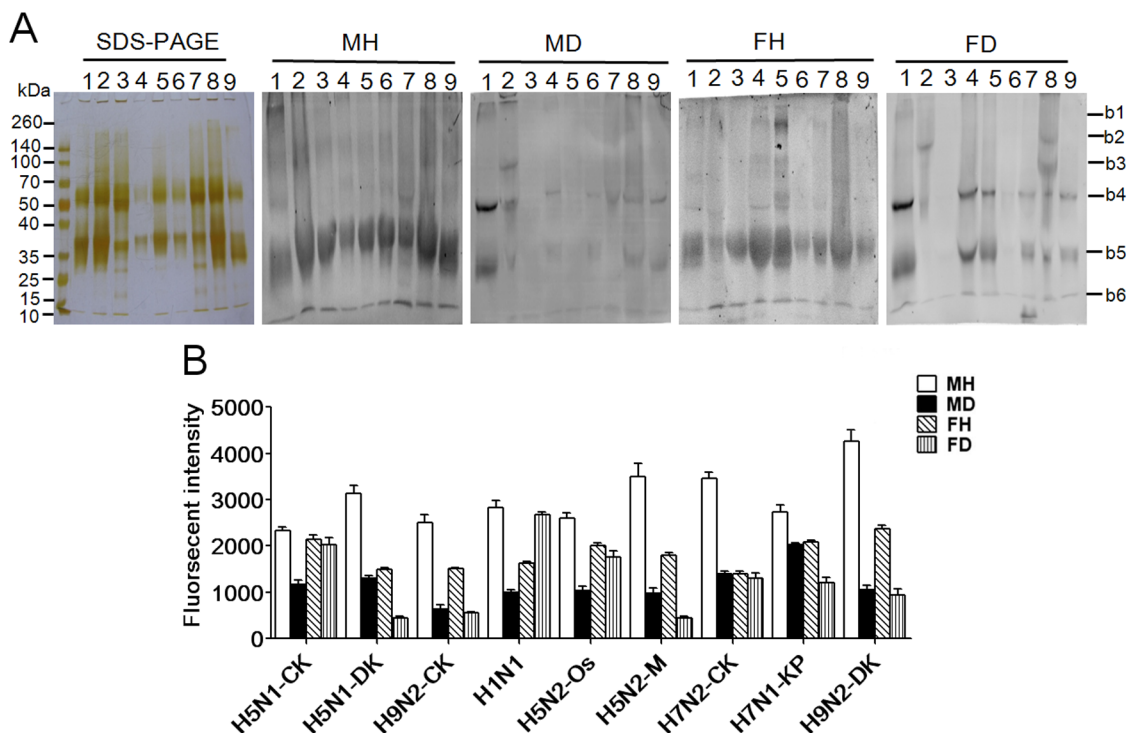 A
SDS-PAGE MH MD FH FD
kDa 1 2 3 4 5 6 7 8 9 1 2 3 4 5 6 7 8 9 1 2 3 4 5 6 7 8 9 1 2 3 4 5 6 7 8 9 1 2 3 4 5 6 7 8 9
260
140
100
70
50
40
35
25
15
10
b1
b2
b3
b4
b5
b6
B
MH
MD
FH
FD
Fluorsecent intensity
5000
4000
3000
2000
1000
0
H5N1-CK H5N1-DK H9N2-CK H1N1 H5N2-Os H5N2-M H7N2-CK H7N1-KP H9N2-DK